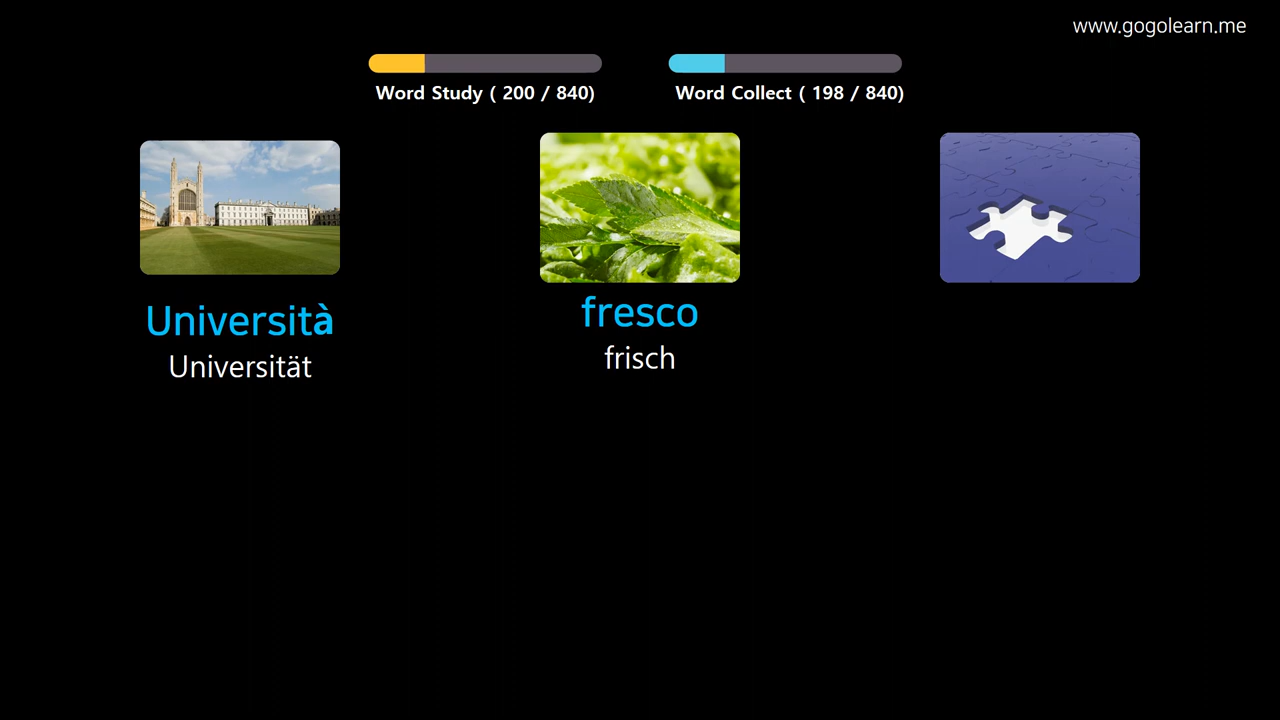 www.gogolearn.me
Word Study ( 200 / 840)
Word Collect ( 198 / 840)
Università
Universität
fresco
frisch